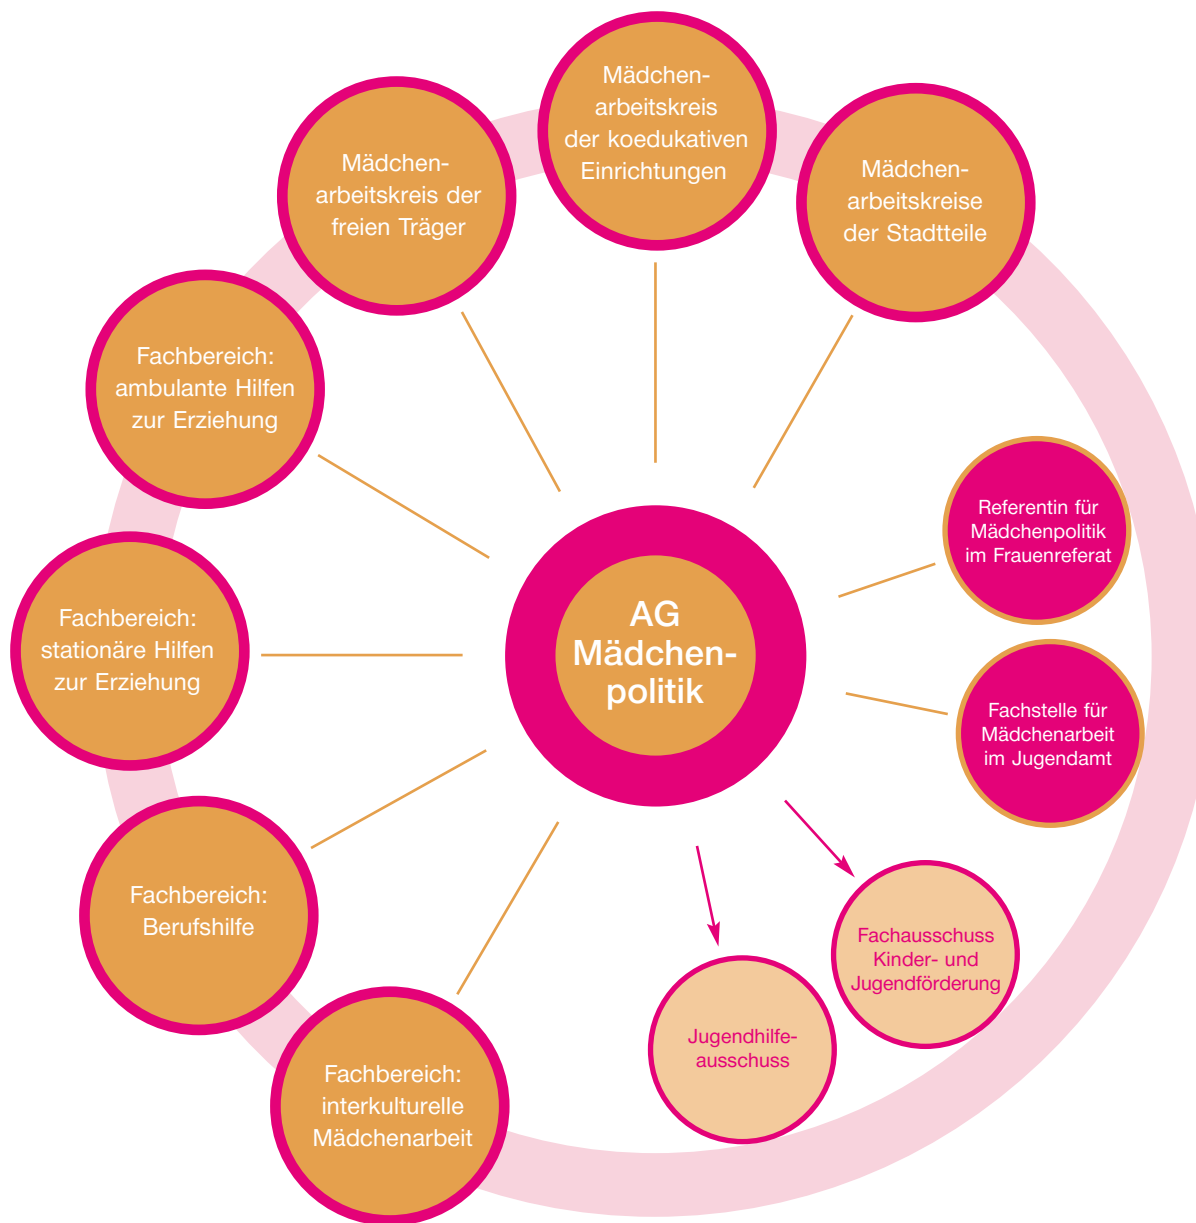 Mädchen-
arbeitskreis
der koedukativen
Einrichtungen
Mädchen-
arbeitskreis der
freien Träger
Mädchen-
arbeitskreise
der Stadtteile
Fachbereich:
ambulante Hilfen
zur Erziehung
Referentin für
Mädchenpolitik
im Frauenreferat
Fachbereich:
stationäre Hilfen
zur Erziehung
AG
Mädchen-
politik
Fachstelle für
Mädchenarbeit
im Jugendamt
Fachbereich:
Berufshilfe
Fachausschuss
Kinder- und
Jugendförderung
Jugendhilfe-
ausschuss
Fachbereich:
interkulturelle
Mädchenarbeit